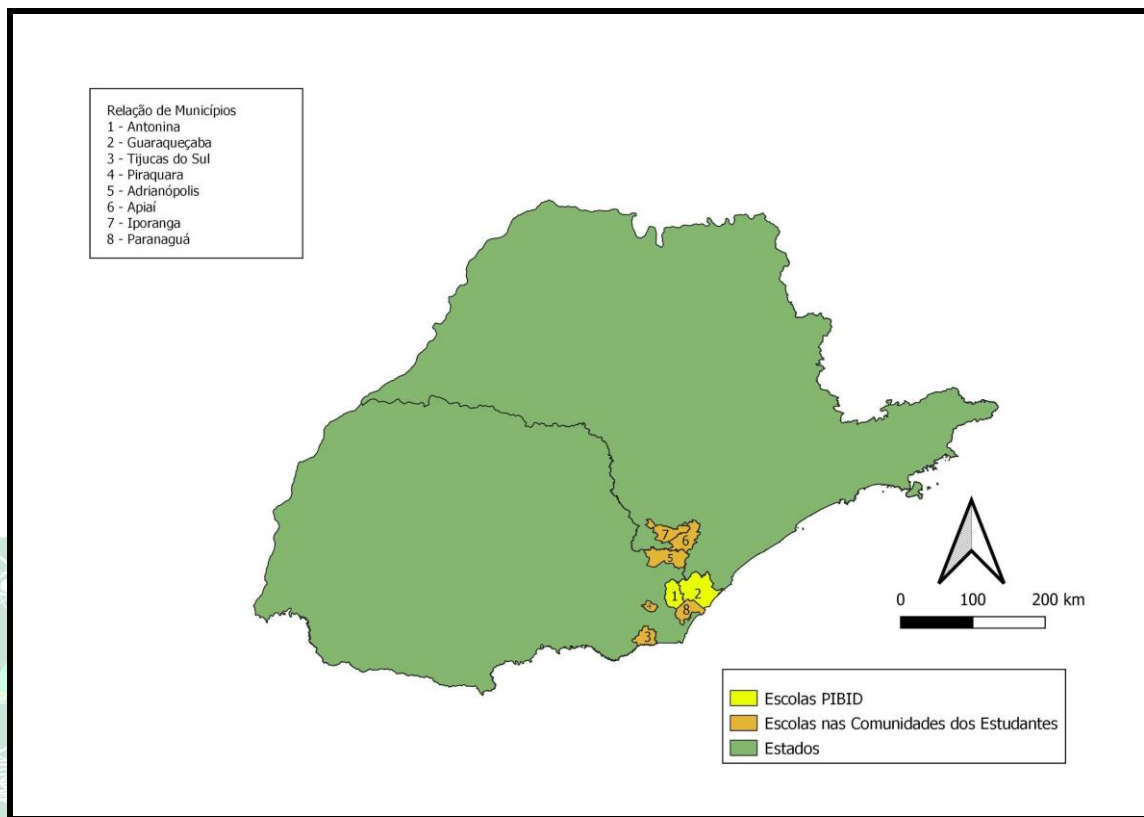 Relação de Municípios
1 - Antonina
2 - Guaraqueçaba
3 - Tijucas do Sul
4 - Piraquara
5 - Adrianópolis
6 - Apiaí
7 - Iporanga
8 - Paranaguá
7
6
5
1
2
4
8
3
0 100 200 km
Escolas PIBID
Escolas nas Comunidades dos Estudantes
Estados